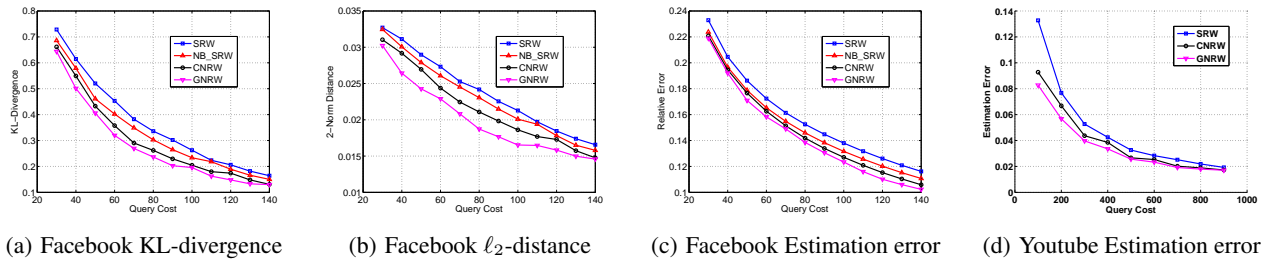 0.8
0.7
0.6
0.5
0.4
0.3
0.2
0.1
20 40 60 80 100 120 140
Query Cost
KL−Divergence
SRW
NB_SRW
CNRW
GNRW
(a) Facebook KL-divergence
0.035
0.03
0.025
0.02
0.015
0.01
20 40 60 80 100 120 140
Query Cost
2−Norm Distance
SRW
NB_SRW
CNRW
GNRW
(b) Facebook ℓ2-distance
0.24
0.22
0.2
0.18
0.16
0.14
0.12
0.1
20 40 60 80 100 120 140
Query Cost
Relative Error
SRW
NB_SRW
CNRW
GNRW
(c) Facebook Estimation error
0.14
0.12
0.1
0.08
0.06
0.04
0.02
0
0 200 400 600 800 1000
Query Cost
Estimation Error
SRW
CNRW
GNRW
(d) Youtube Estimation error